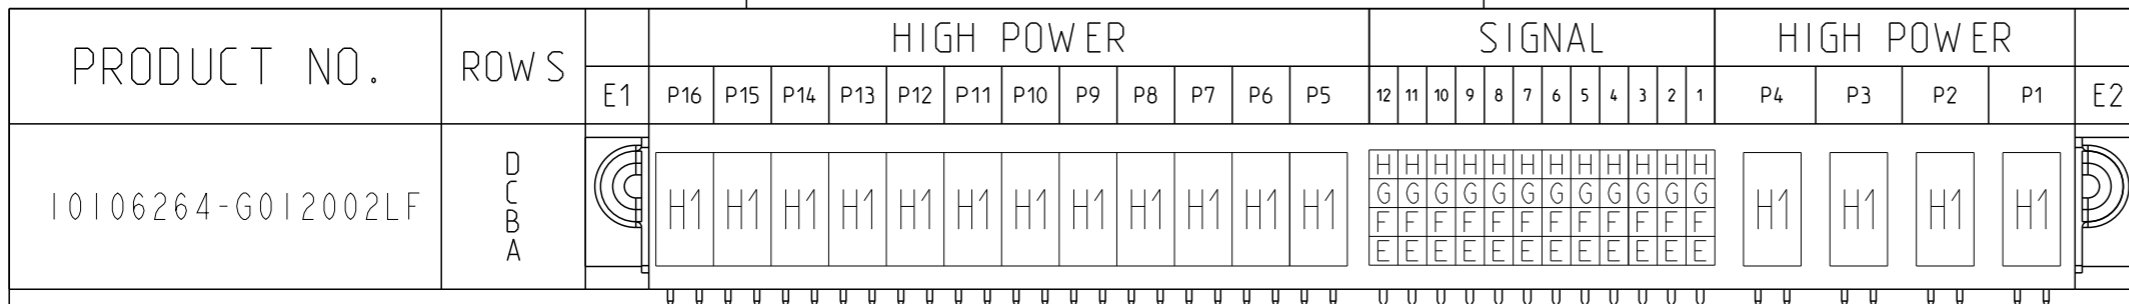 PRODUCT NO. ROWS HIGH POWER SIGNAL HIGH POWER
E1 P16 P15 P14 P13 P12 P11 P10 P9 P8 P7 P6 P5 12 11 10 9 8 7 6 5 4 3 2 1 P4 P3 P2 P1 E2
10106264-G012002LF
D
C
B
A
H1 H1 H1 H1 H1 H1 H1 H1 H1 H1 H1 H1
H H H H H H H H H H H H
G G G G G G G G G G G G
F F F F F F F F F F F F
E E E E E E E E E E E E
H1 H1 H1 H1